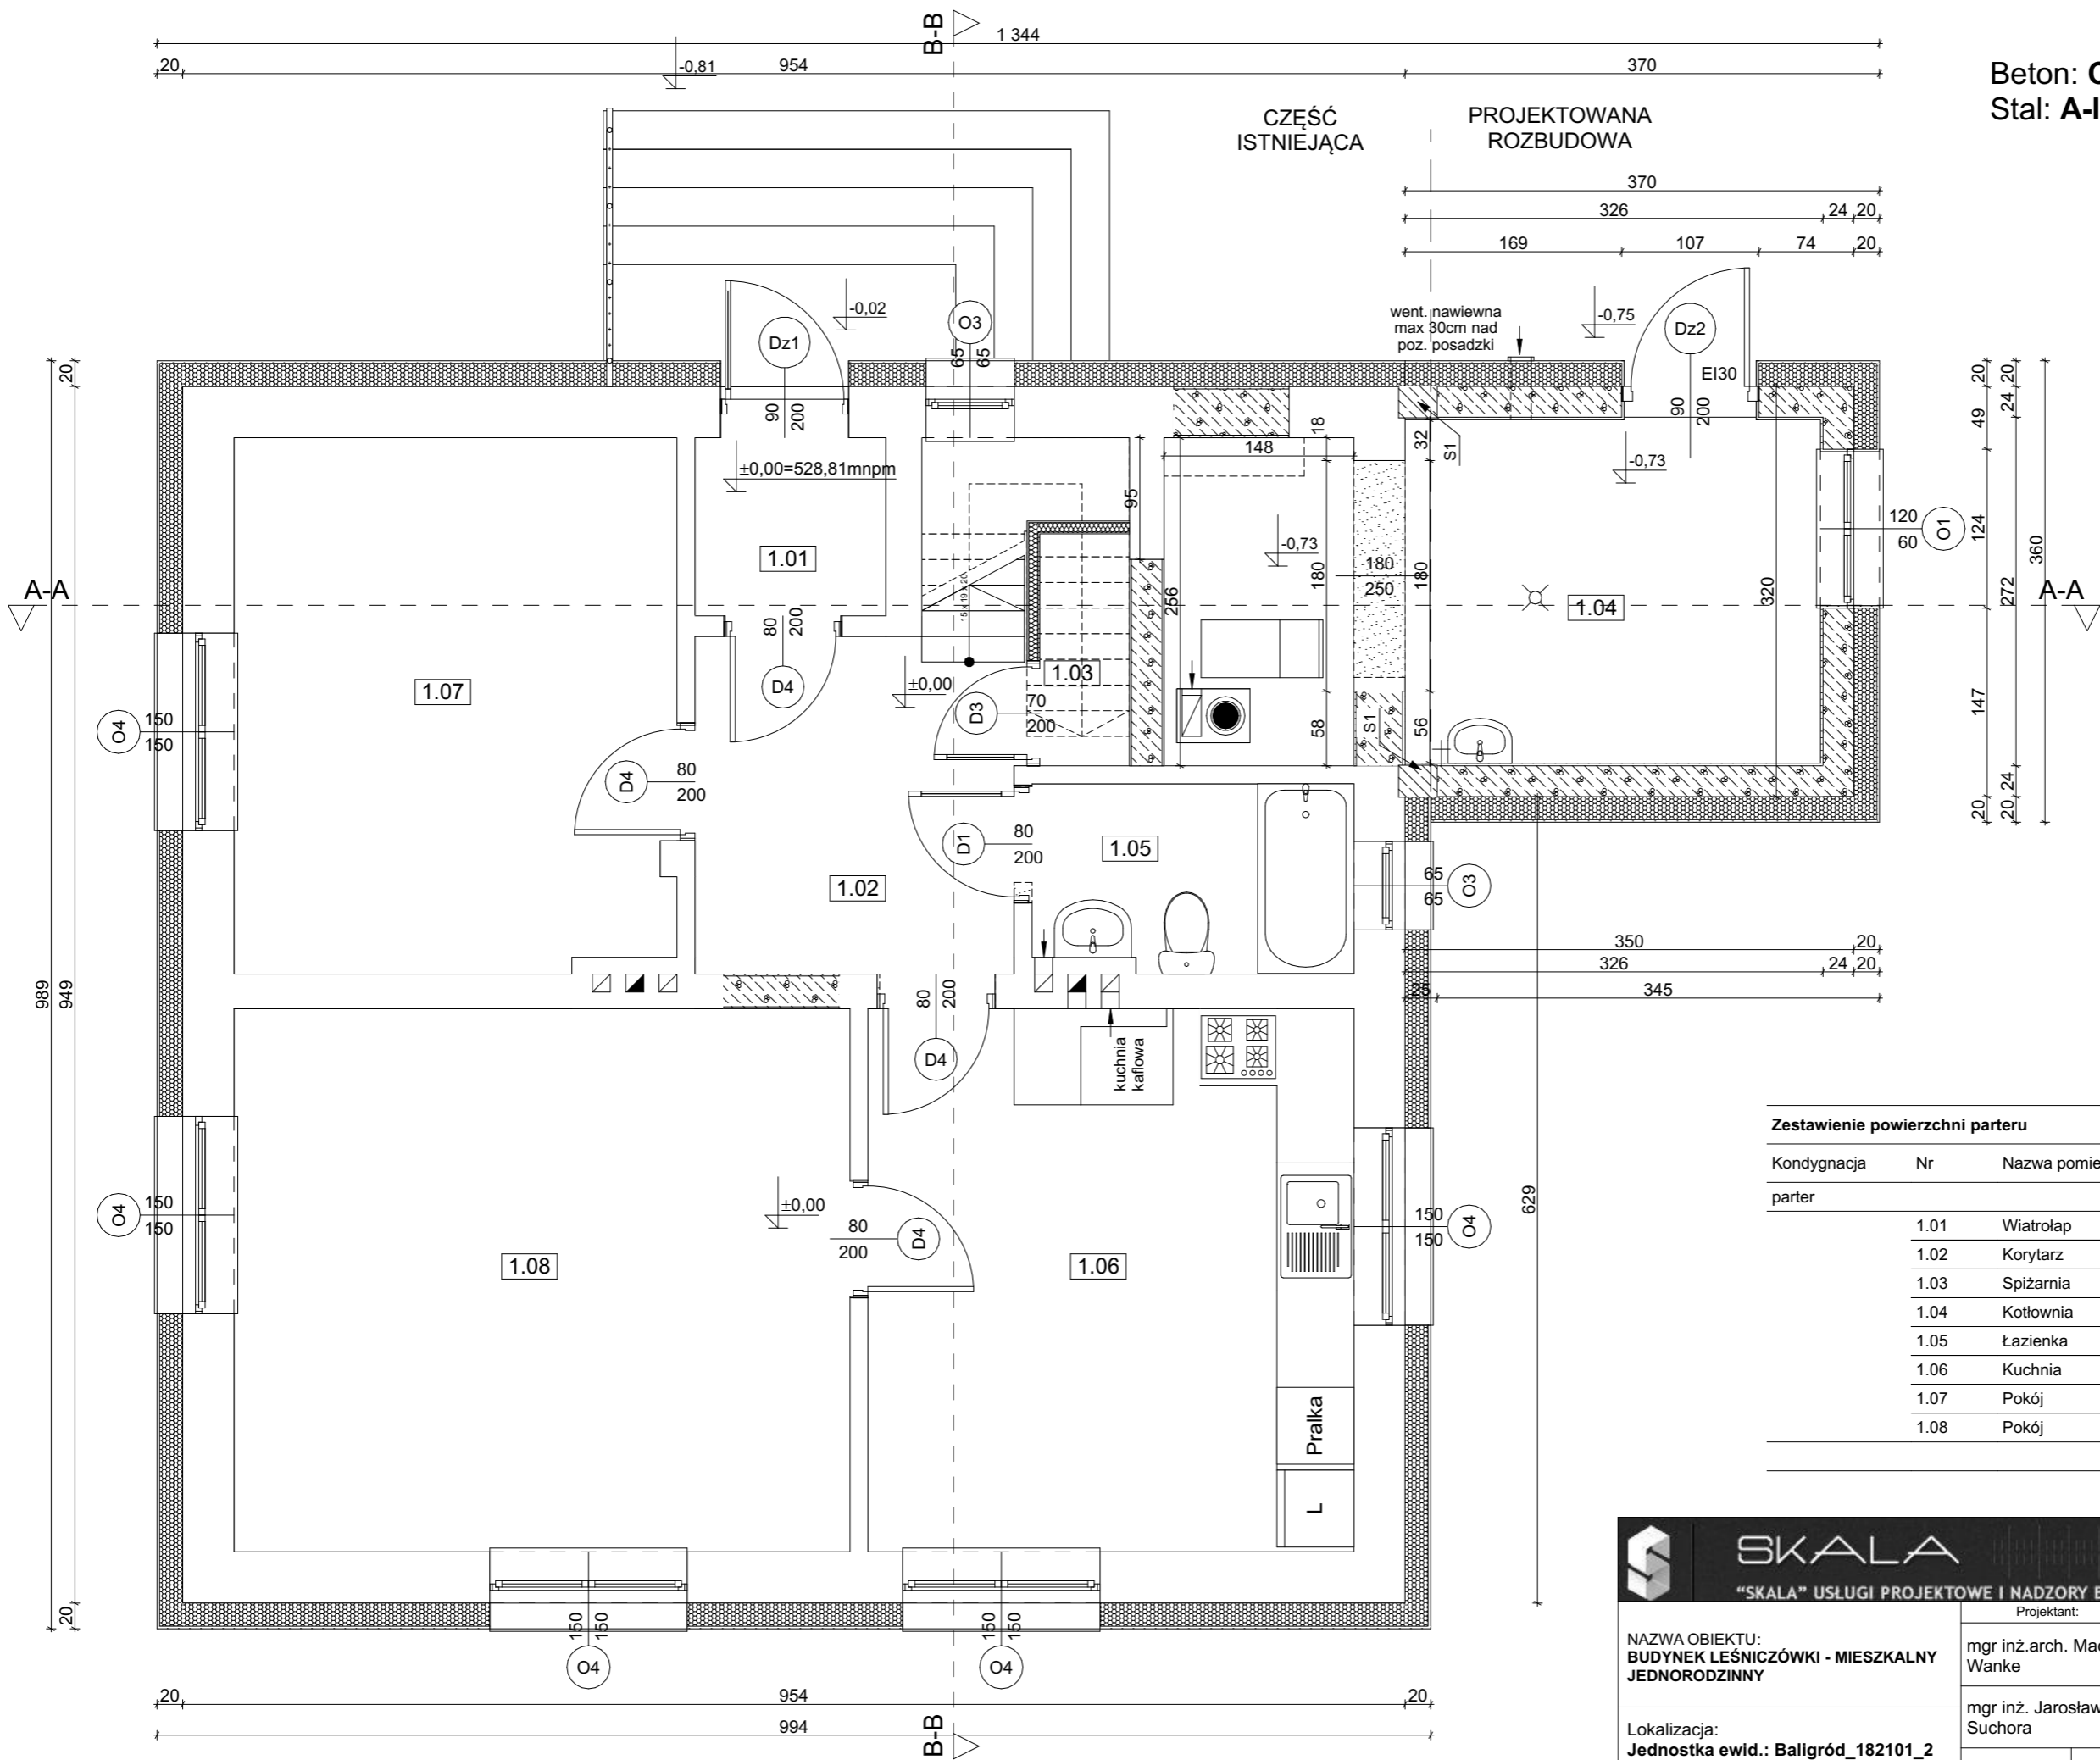 B-B
1 344
20
-0,81
954
370
Beton:
Stal:
CZĘŚĆ
ISTNIEJĄCA
PROJEKTOWANA
ROZBUDOWA
370
326
24
20
169
107
74
20
went. nawiewna
max 30cm nad
poz. posadzki
-0,75
Dz2
EI30
90
200
-0,02
O3
65
65
Dz1
90
200
S1
±0,00=528,81mnpm
148
18
32
-0,73
-0,73
95
1.01
15 x 19 x 20
256
180
180
250
180
320
1.04
120
60
O1
20
49
124
147
20
20
24
272
24
20
360
A-A
A-A
20
989
949
20
1.07
80
200
D4
±0,00
1.03
D3
70
200
58
S1
56
O4
150
150
D4
80
200
D1
80
200
1.05
1.02
65
65
O3
350
20
326
24
20
25
345
80
200
D4
kuchnia
kaflowa
629
O4
150
150
±0,00
80
200
D4
1.08
1.06
150
150
O4
Pralka
L
150
150
O4
150
150
O4
20
954
20
994
B-B
Zestawienie powierzchni parteru
Kondygnacja Nr
parter
1.01 Wiatrołap
1.02 Korytarz
1.03 Spiżarnia
1.04 Kotłownia
1.05 Łazienka
1.06 Kuchnia
1.07 Pokój
1.08 Pokój
SKALA
"SKALA" USŁUGI PROJEKTOWE I NADZORY
Projektant:
NAZWA OBIEKTU:
BUDYNEK LEŚNICZÓWKI - MIESZKALNY
JEDNORODZINNY
mgr inż.arch.
Wanke
mgr inż. Jarosław
Suchora
Lokalizacja:
Jednostka ewid.: Baligród_182101_2